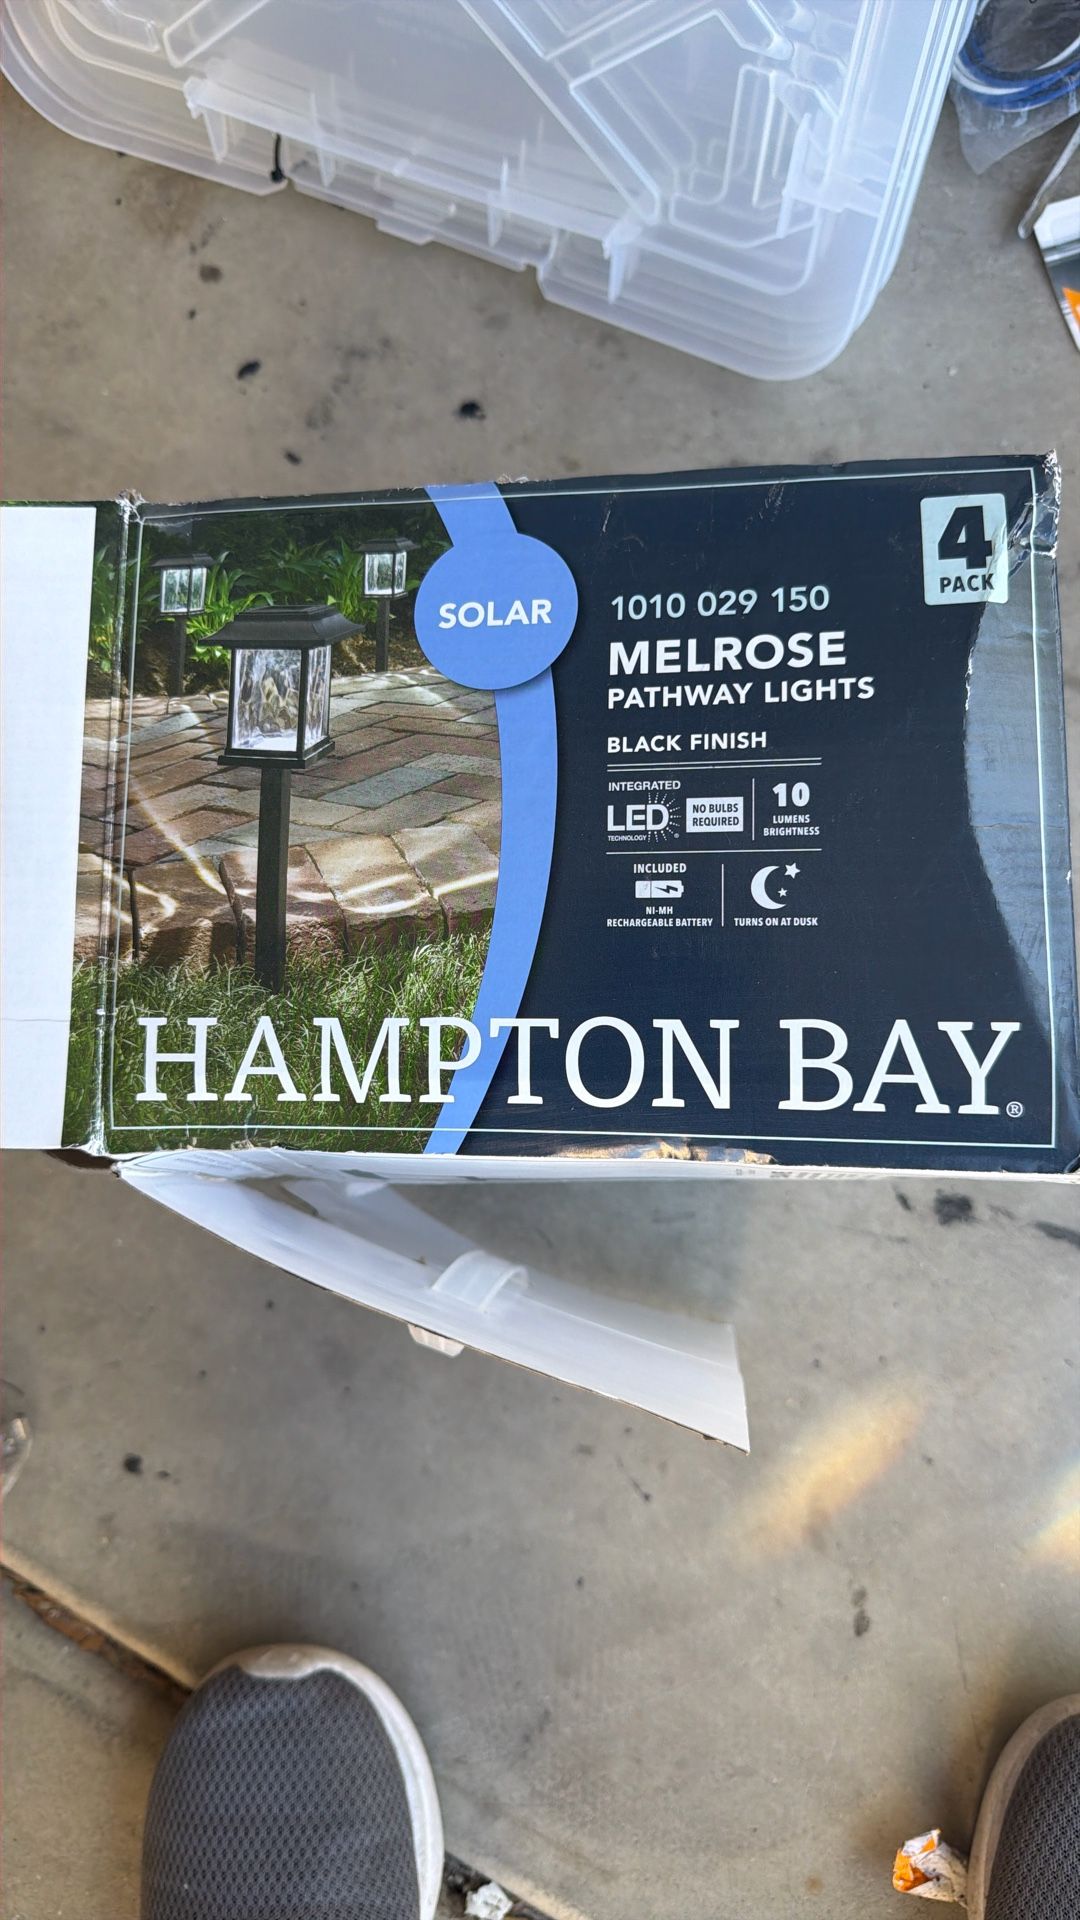 4
PACK
SOLAR
1010 029 150
MELROSE
PATHWAY LIGHTS
BLACK FINISH
INTEGRATED
LED
TECHNOLOGY
NO BULBS
REQUIRED
10
LUMENS
BRIGHTNESS
INCLUDED
NI-MH
RECHARGEABLE BATTERY
TURNS ON AT DUSK
HAMPTON BAY®